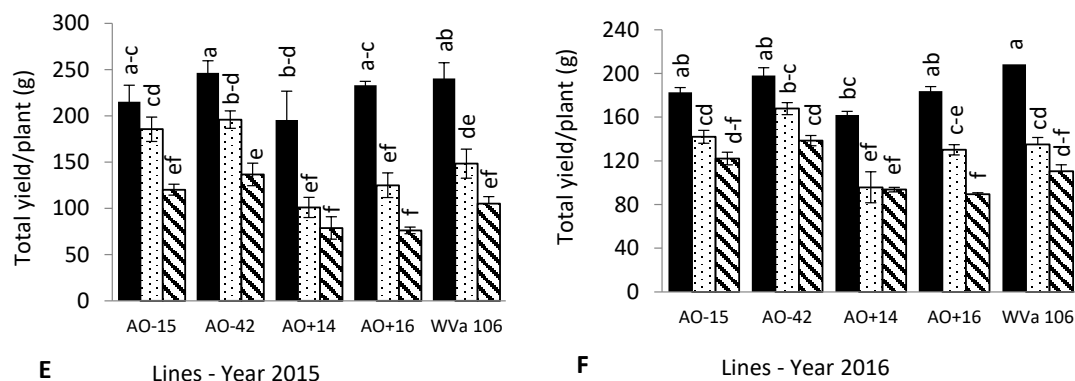 Total yield/plant (g)
300
250
200
150
100
50
0
a-c
cd
ef
a
b-d
e
b-d
ef
f
a-c
ef
f
ab
de
ef
AO-15 AO-42 AO+14 AO+16 WVa 106
E Lines - Year 2015
Total yield/plant (g)
240
200
160
120
80
40
0
ab
cd
d-f
ab
b-c
cd
bc
ef
ef
ab
c-e
f
a
cd
d-f
AO-15 AO-42 AO+14 AO+16 WVa 106
F Lines - Year 2016